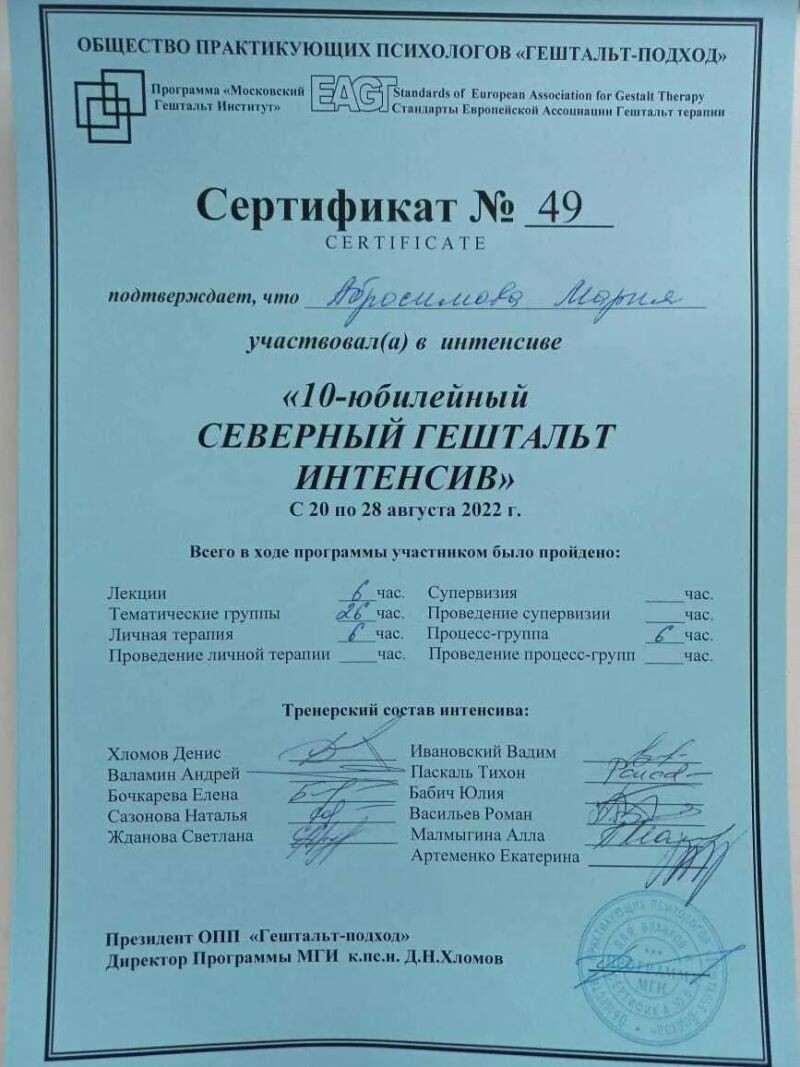 ОБЩЕСТВО ПРАКТИКУЮЩИХ ПСИХОЛОГОВ «ГЕШТАЛЬТ-ПОДХОД»
Программа «Московский Гештальт Институт»
EAGT
Standards of European Association for Gestalt Therapy
Стандарты Европейской Ассоциации Гештальт терапии
Сертификат № 49
CERTIFICATE
подтверждает, что Абросимова Мария
участвовал(а) в интенсиве
«10-юбилейный
СЕВЕРНЫЙ ГЕШТАЛЬТ
ИНТЕНСИВ»
С 20 по 28 августа 2022 г.
Всего в ходе программы участником было пройдено:
Лекции 6 час. Супервизия ____час.
Тематические группы 26 час. Проведение супервизии ____час.
Личная терапия 6 час. Процесс-группа 6 час.
Проведение личной терапии ____час. Проведение процесс-групп ____час.
Тренерский состав интенсива:
Хломов Денис Ивановский Вадим
Валамин Андрей Паскаль Тихон
Бочкарева Елена Бабич Юлия
Сазонова Наталья Васильев Роман
Жданова Светлана Малмыгина Алла
Артеменко Екатерина
Президент ОПП «Гештальт-подход»
Директор Программы МГИ к.пс.н. Д.Н.Хломов
МГИ